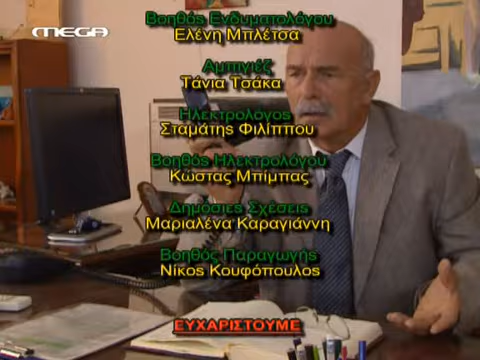 MEGA
Βοηθός Ενδυματολόγου
Ελένη Μπλέτσα
Αμπιγιέζ
Τάνια Τσάκα
Ηλεκτρολόγος
Σταμάτης Φιλίππου
Βοηθός Ηλεκτρολόγου
Κώστας Μπίμπας
Δημόσιες Σχέσεις
Μαριαλένα Καραγιάννη
Βοηθός Παραγωγής
Νίκος Κουφόπουλος
ΕΥΧΑΡΙΣΤΟΥΜΕ